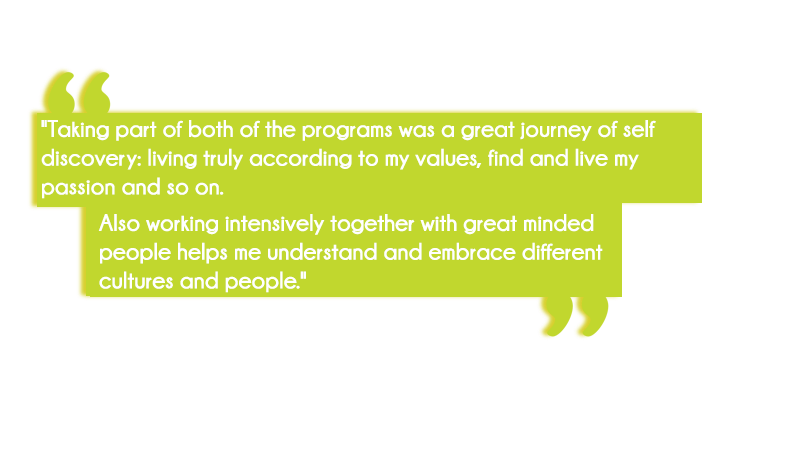 "Taking part of both of the programs was a great journey of self
discovery: living truly according to my values, find and live my
passion and so on.
Also working intensively together with great minded
people helps me understand and embrace different
cultures and people."